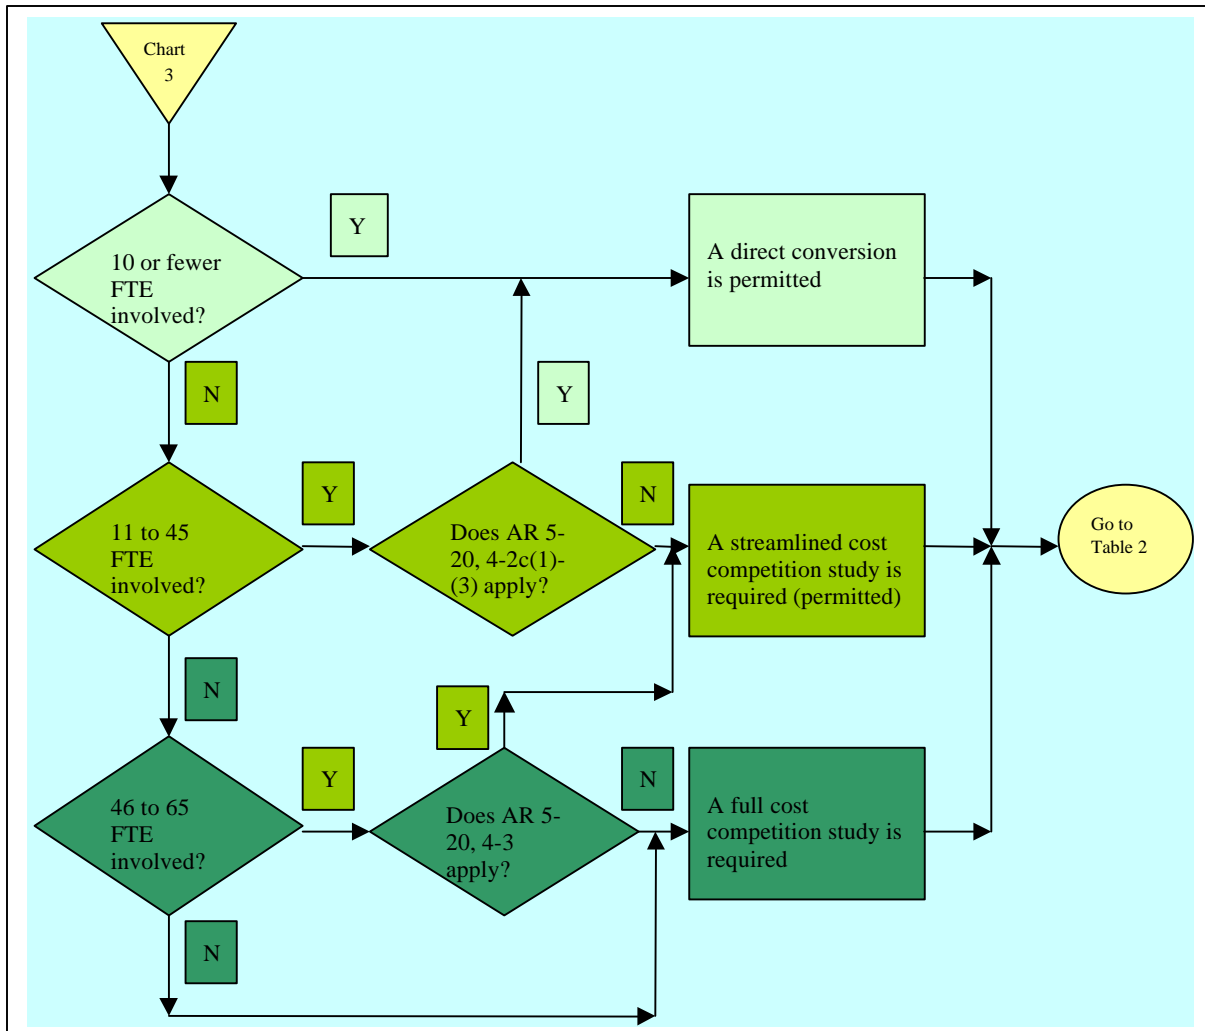 Chart
3
Y
10 or fewer
FTE
involved?
A direct conversion
is permitted
N
Y
Y
N
11 to 45
FTE
involved?
Does AR 5-
20, 4-2c(1)-
(3) apply?
A streamlined cost
competition study is
required (permitted)
Go to
Table 2
N
Y
Y
N
46 to 65
FTE
involved?
Does AR 5-
20, 4-3
apply?
A full cost
competition study is
required
N